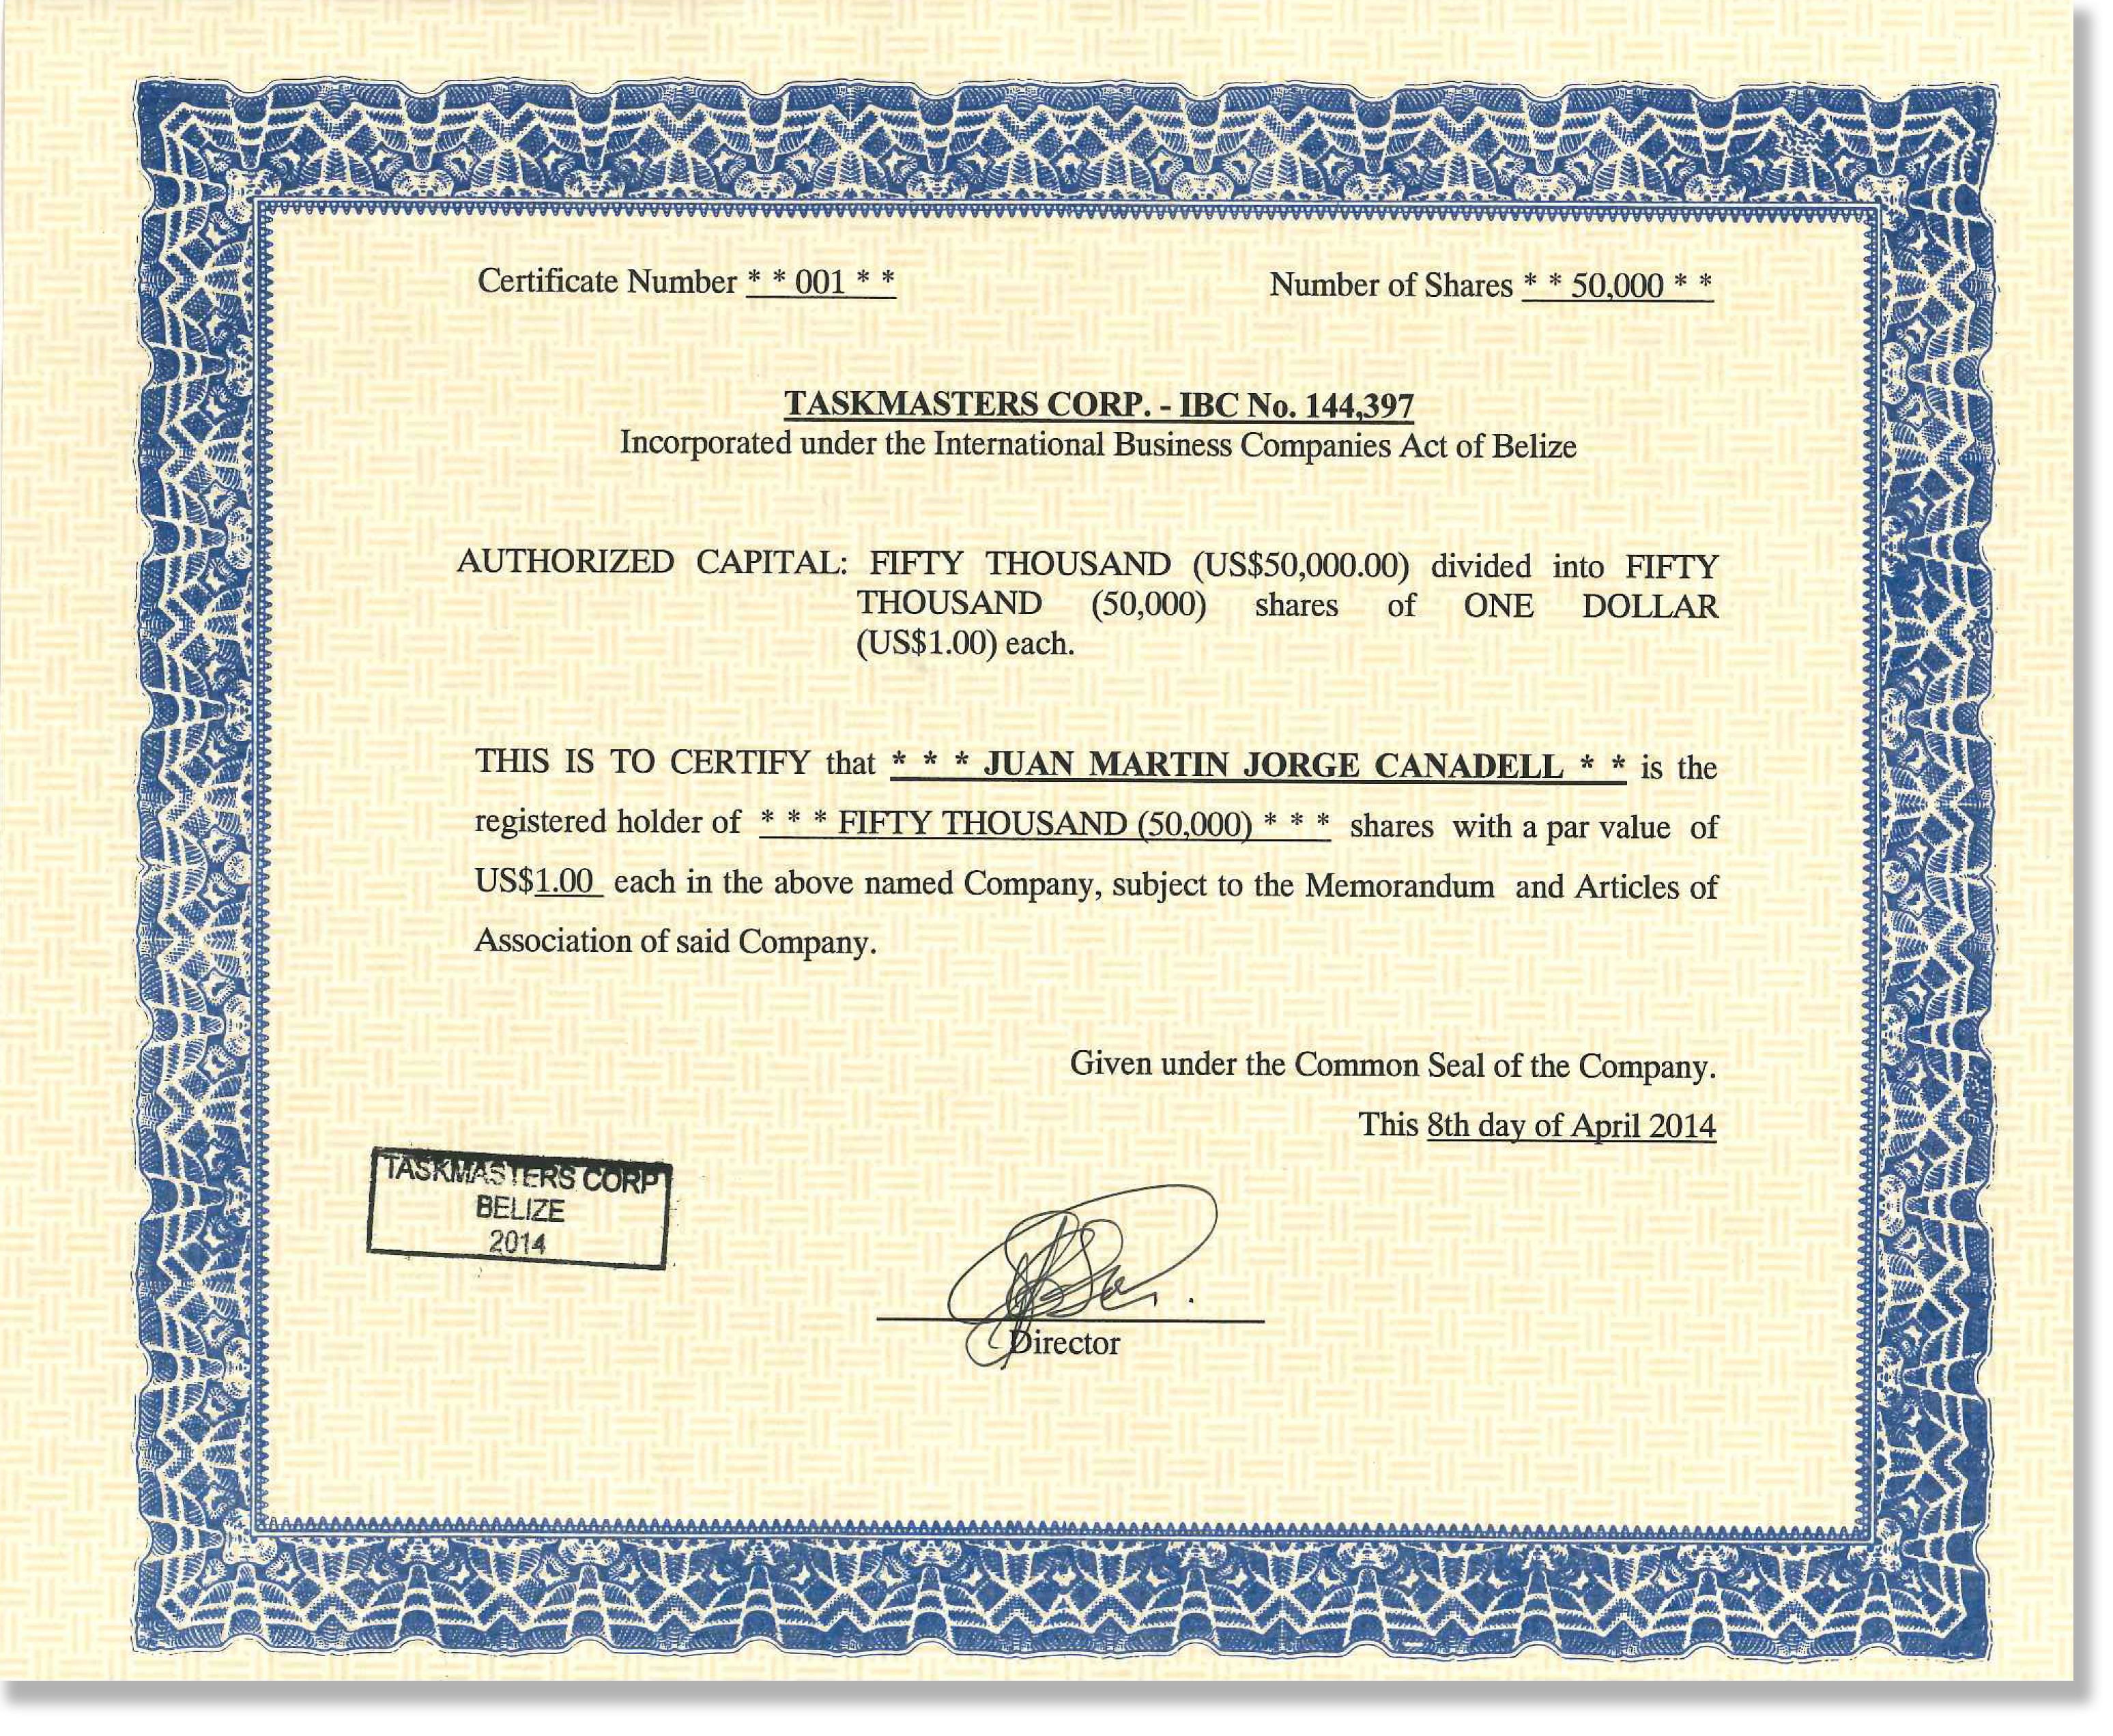 Certificate Number * * 001 * *
Number of Shares * * 50,000 * *
TASKMASTERS CORP. - IBC No. 144,397
Incorporated under the International Business Companies Act of Belize
AUTHORIZED CAPITAL: FIFTY THOUSAND (US$50,000.00) divided into FIFTY
THOUSAND (50,000) shares of ONE DOLLAR
(US$1.00) each.
THIS IS TO CERTIFY that * * * JUAN MARTIN JORGE CANADELL * * is the
registered holder of * * * FIFTY THOUSAND (50,000) * * * shares with a par value of
US$1.00 each in the above named Company, subject to the Memorandum and Articles of
Association of said Company.
Given under the Common Seal of the Company.
This 8th day of April 2014
TASKMASTERS CORP
BELIZE
2014
Director